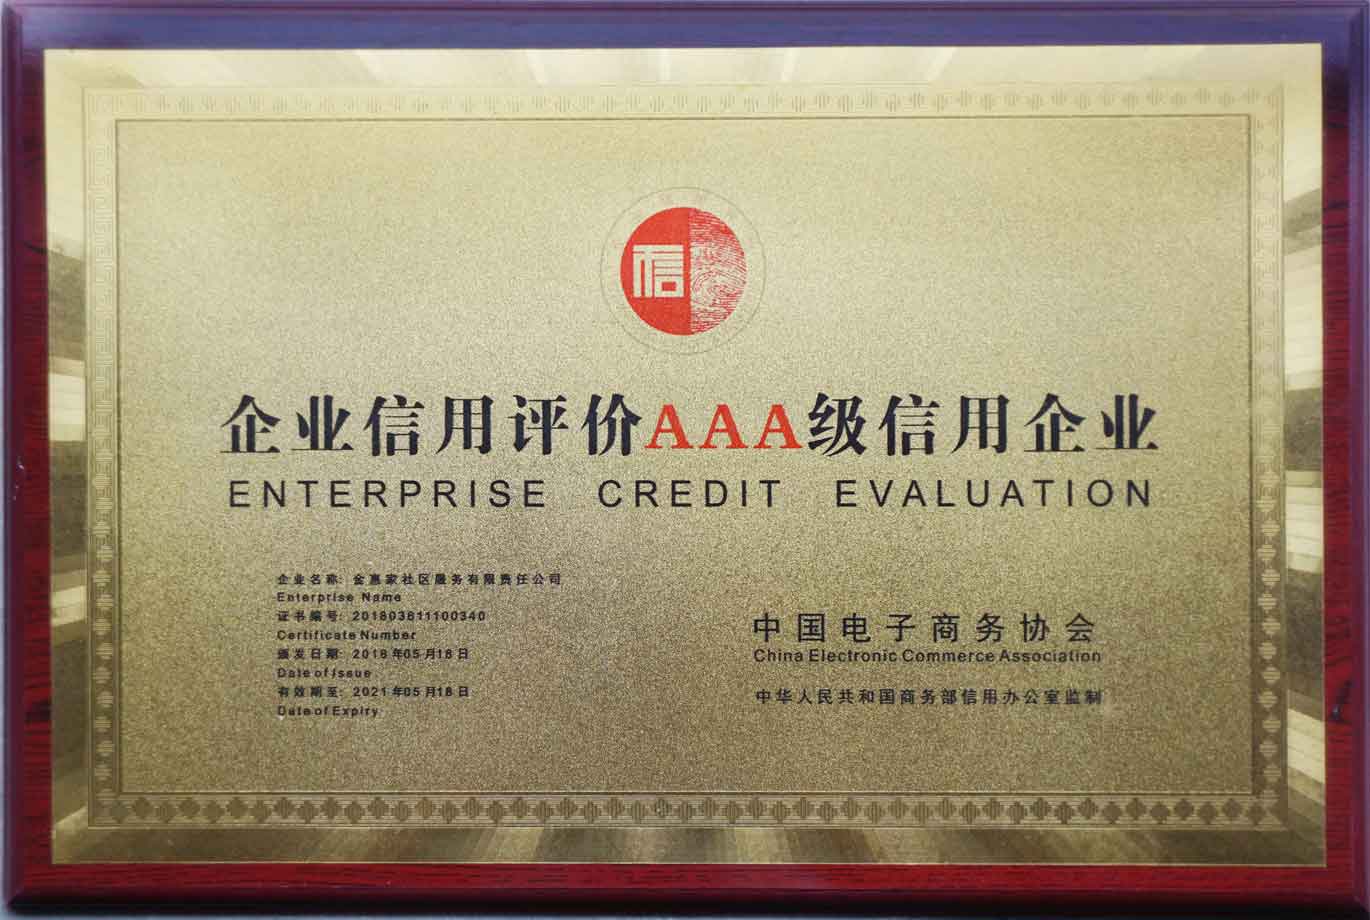 信
企业信用评价AAA级信用企业
ENTERPRISE CREDIT EVALUATION
企业名称: 金惠家社区服务有限责任公司
Enterprise Name
证书编号: 201803611100340
Certificate Number
颁发日期: 2018年05月18日
Date of Issue
有效期至: 2021年05月18日
Date of Expiry
中国电子商务协会
China Electronic Commerce Association
中华人民共和国商务部信用办公室监制